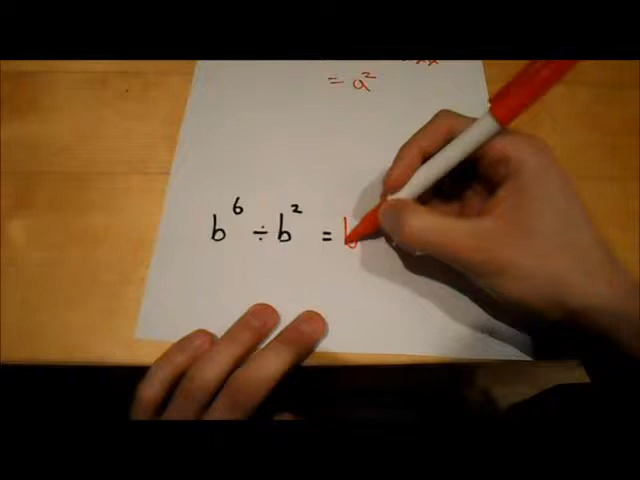 = a²
b⁶ ÷ b² = b